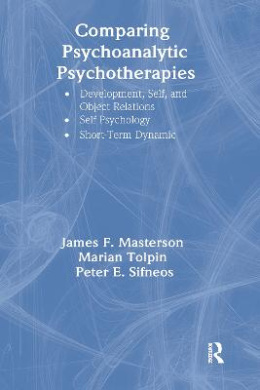 Comparing
Psychoanalytic
Psychotherapies
• Development, Self, and
Object Relations
• Self Psychology
• Short-Term Dynamic
James F. Masterson
Marian Tolpin
Peter E. Sifneos